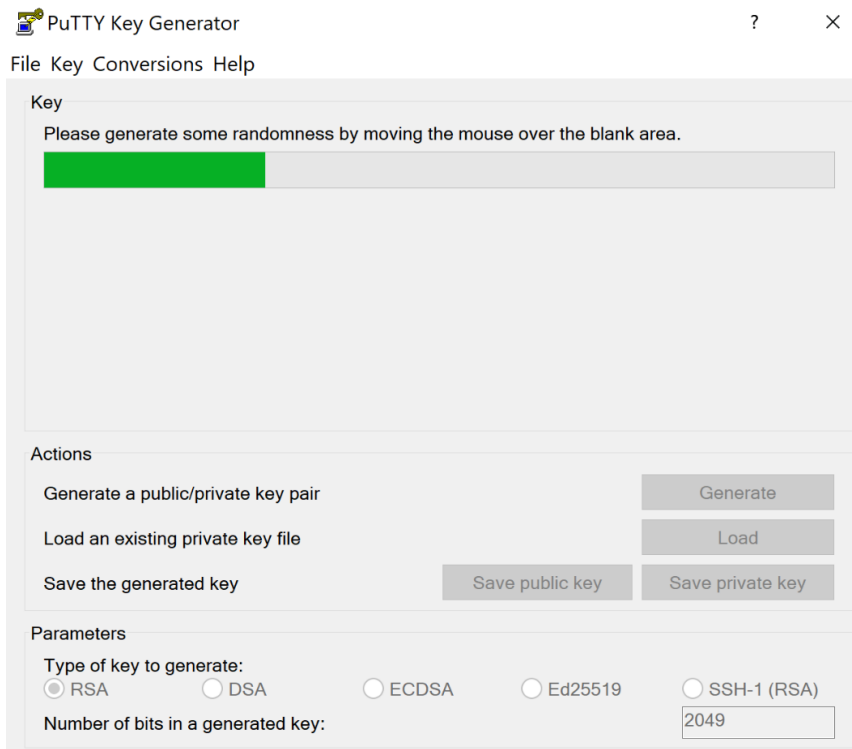 PuTTY Key Generator ? ×
File Key Conversions Help
Key
Please generate some randomness by moving the mouse over the blank area.
Actions
Generate a public/private key pair Generate
Load an existing private key file Load
Save the generated key Save public key Save private key
Parameters
Type of key to generate:
RSA DSA ECDSA Ed25519 SSH-1 (RSA)
Number of bits in a generated key: 2049